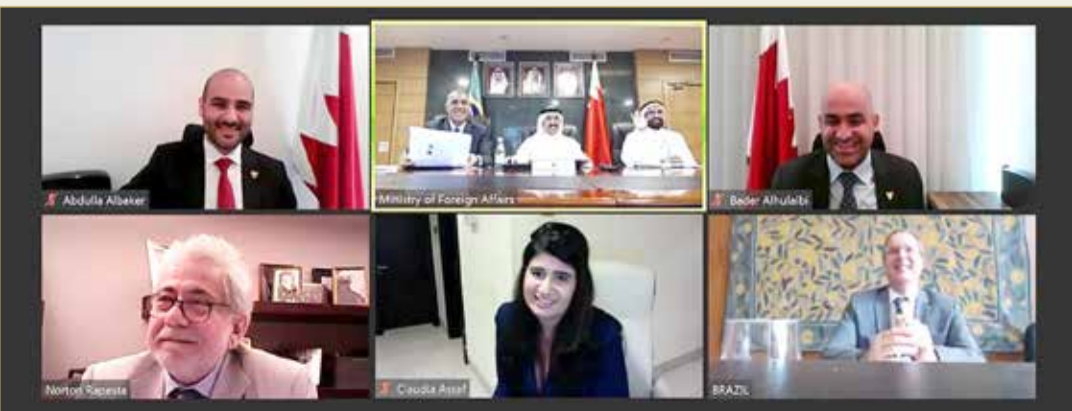 Abdulla Albaker
Ministry of Foreign Affairs
Bader Alhulaibi
Norton Rapesta
Claudia Assaf
BRAZIL